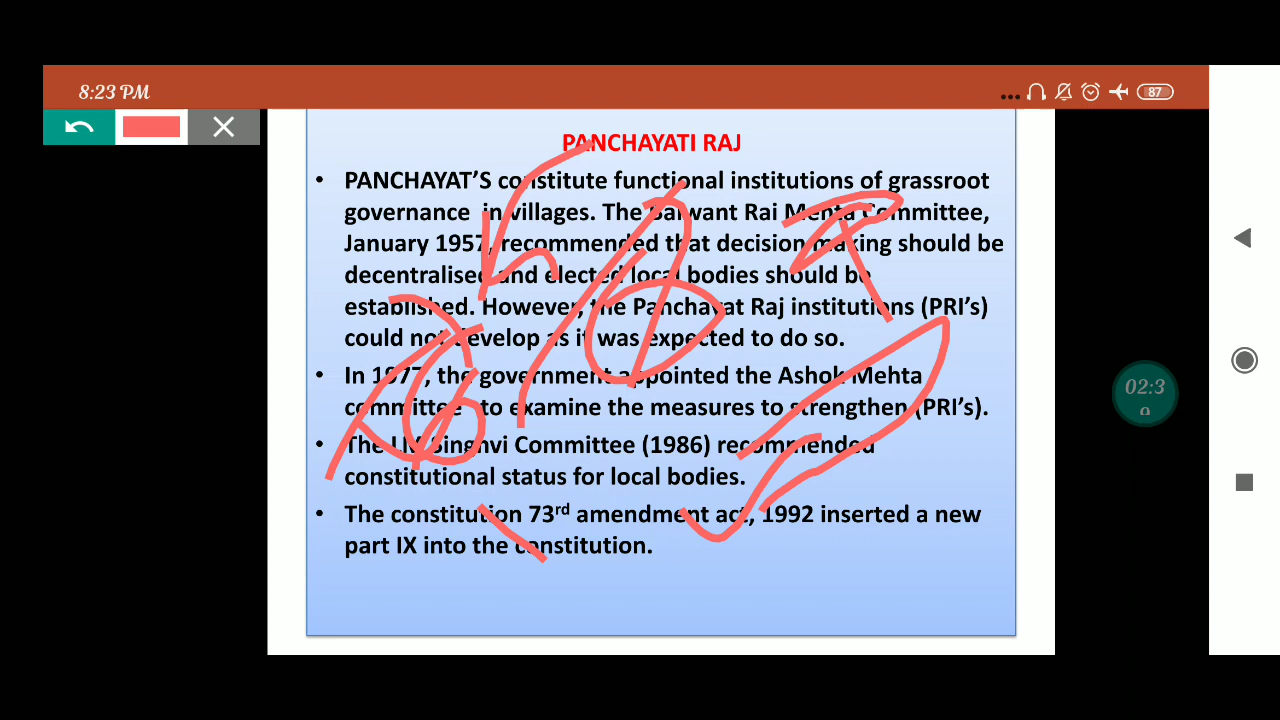 8:23 PM
87
PANCHAYATI RAJ
• PANCHAYAT'S constitute functional institutions of grassroot
governance in villages. The Balwant Rai Mehta Committee,
January 1957, recommended that decision making should be
decentralised and elected local bodies should be
established. However, the Panchayat Raj institutions (PRI's)
could not develop as it was expected to do so.
• In 1977, the government appointed the Ashok Mehta
committee to examine the measures to strengthen (PRI's).
• The Singhvi Committee (1986) recommended
constitutional status for local bodies.
• The constitution 73rd amendment act, 1992 inserted a new
part IX into the constitution.
02:3